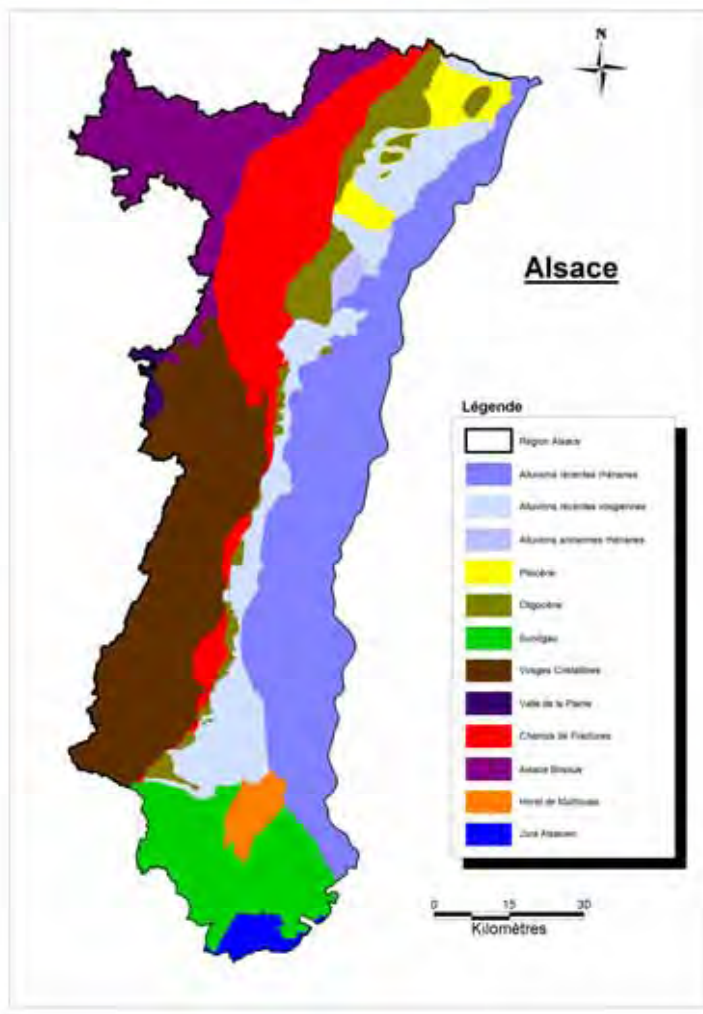 N
Alsace
Légende
Région Alsace
Alluvions récentes rhénanes
Alluvions récentes vosgiennes
Alluvions anciennes rhénanes
Pliocène
Oligocène
Sundgau
Vosges Cristallines
Vallé de la Plaine
Champs de Fractures
Alsace Bossue
Horst de Mulhouse
Jura Alsacien
0 15 30
Kilomètres